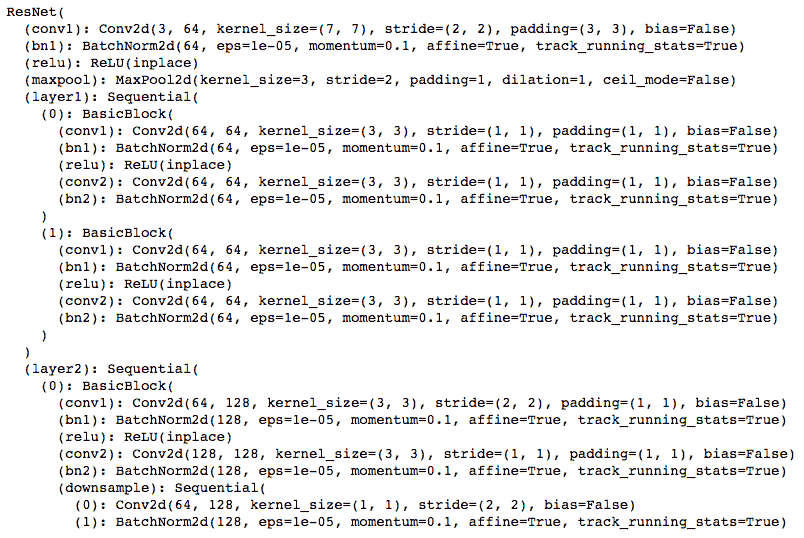 ResNet(
  (conv1): Conv2d(3, 64, kernel_size=(7, 7), stride=(2, 2), padding=(3, 3), bias=False)
  (bn1): BatchNorm2d(64, eps=1e-05, momentum=0.1, affine=True, track_running_stats=True)
  (relu): ReLU(inplace)
  (maxpool): MaxPool2d(kernel_size=3, stride=2, padding=1, dilation=1, ceil_mode=False)
  (layer1): Sequential(
    (0): BasicBlock(
      (conv1): Conv2d(64, 64, kernel_size=(3, 3), stride=(1, 1), padding=(1, 1), bias=False)
      (bn1): BatchNorm2d(64, eps=1e-05, momentum=0.1, affine=True, track_running_stats=True)
      (relu): ReLU(inplace)
      (conv2): Conv2d(64, 64, kernel_size=(3, 3), stride=(1, 1), padding=(1, 1), bias=False)
      (bn2): BatchNorm2d(64, eps=1e-05, momentum=0.1, affine=True, track_running_stats=True)
    )
    (1): BasicBlock(
      (conv1): Conv2d(64, 64, kernel_size=(3, 3), stride=(1, 1), padding=(1, 1), bias=False)
      (bn1): BatchNorm2d(64, eps=1e-05, momentum=0.1, affine=True, track_running_stats=True)
      (relu): ReLU(inplace)
      (conv2): Conv2d(64, 64, kernel_size=(3, 3), stride=(1, 1), padding=(1, 1), bias=False)
      (bn2): BatchNorm2d(64, eps=1e-05, momentum=0.1, affine=True, track_running_stats=True)
    )
  )
  (layer2): Sequential(
    (0): BasicBlock(
      (conv1): Conv2d(64, 128, kernel_size=(3, 3), stride=(2, 2), padding=(1, 1), bias=False)
      (bn1): BatchNorm2d(128, eps=1e-05, momentum=0.1, affine=True, track_running_stats=True)
      (relu): ReLU(inplace)
      (conv2): Conv2d(128, 128, kernel_size=(3, 3), stride=(1, 1), padding=(1, 1), bias=False)
      (bn2): BatchNorm2d(128, eps=1e-05, momentum=0.1, affine=True, track_running_stats=True)
      (downsample): Sequential(
        (0): Conv2d(64, 128, kernel_size=(1, 1), stride=(2, 2), bias=False)
        (1): BatchNorm2d(128, eps=1e-05, momentum=0.1, affine=True, track_running_stats=True)